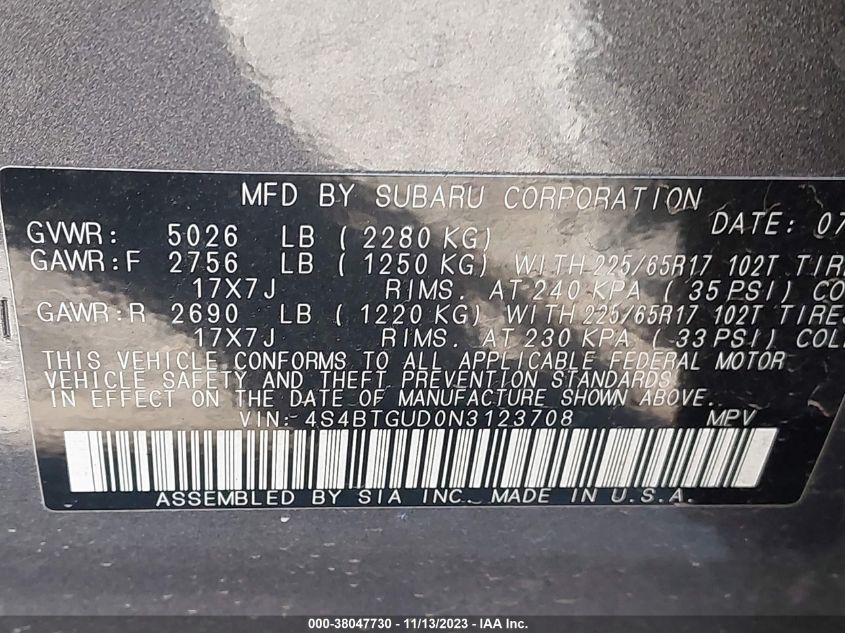 MFD BY SUBARU CORPORATION
DATE: 07
GVWR: 5026 LB ( 2280 KG)
GAWR:F 2756 LB ( 1250 KG) WITH 225/65R17 102T TIRE
17X7J RIMS. AT 240 KPA ( 35 PSI) CO
GAWR:R 2690 LB ( 1220 KG) WITH 225/65R17 102T TIRES
17X7J RIMS. AT 230 KPA ( 33 PSI) COL
THIS VEHICLE CONFORMS TO ALL APPLICABLE FEDERAL MOTOR
VEHICLE SAFETY AND THEFT PREVENTION STANDARDS
IN EFFECT ON THE DATE OF MANUFACTURE SHOWN ABOVE.
VIN: 4S4BTGUD0N3123708 MPV
ASSEMBLED BY SIA INC. MADE IN U.S.A.
000-38047730 - 11/13/2023 - IAA Inc.